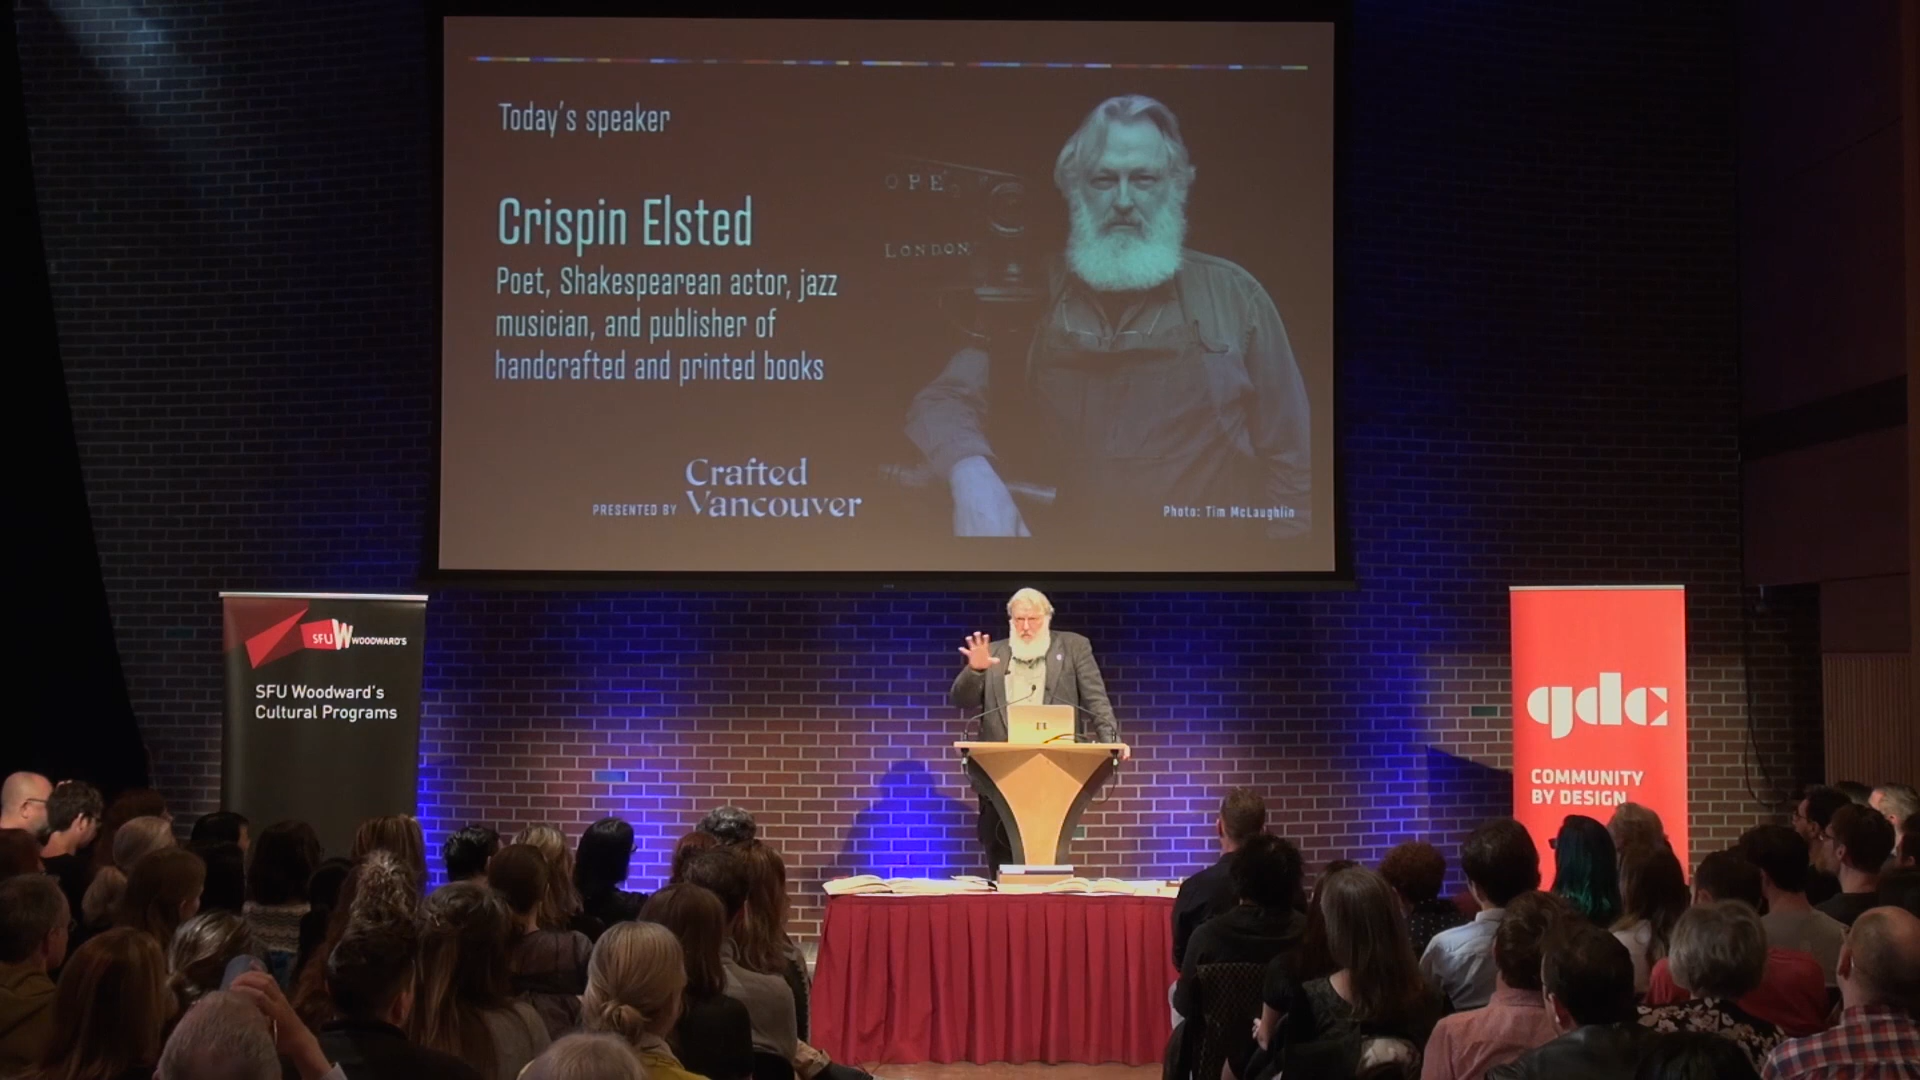 Today's speaker
OPE
LONDON
Crispin Elsted
Poet, Shakespearean actor, jazz
musician, and publisher of
handcrafted and printed books
PRESENTED BY
Crafted
Vancouver
Photo: Tim McLaughlin
SFU W WOODWARD'S
SFU Woodward's
Cultural Programs
gdc
COMMUNITY
BY DESIGN